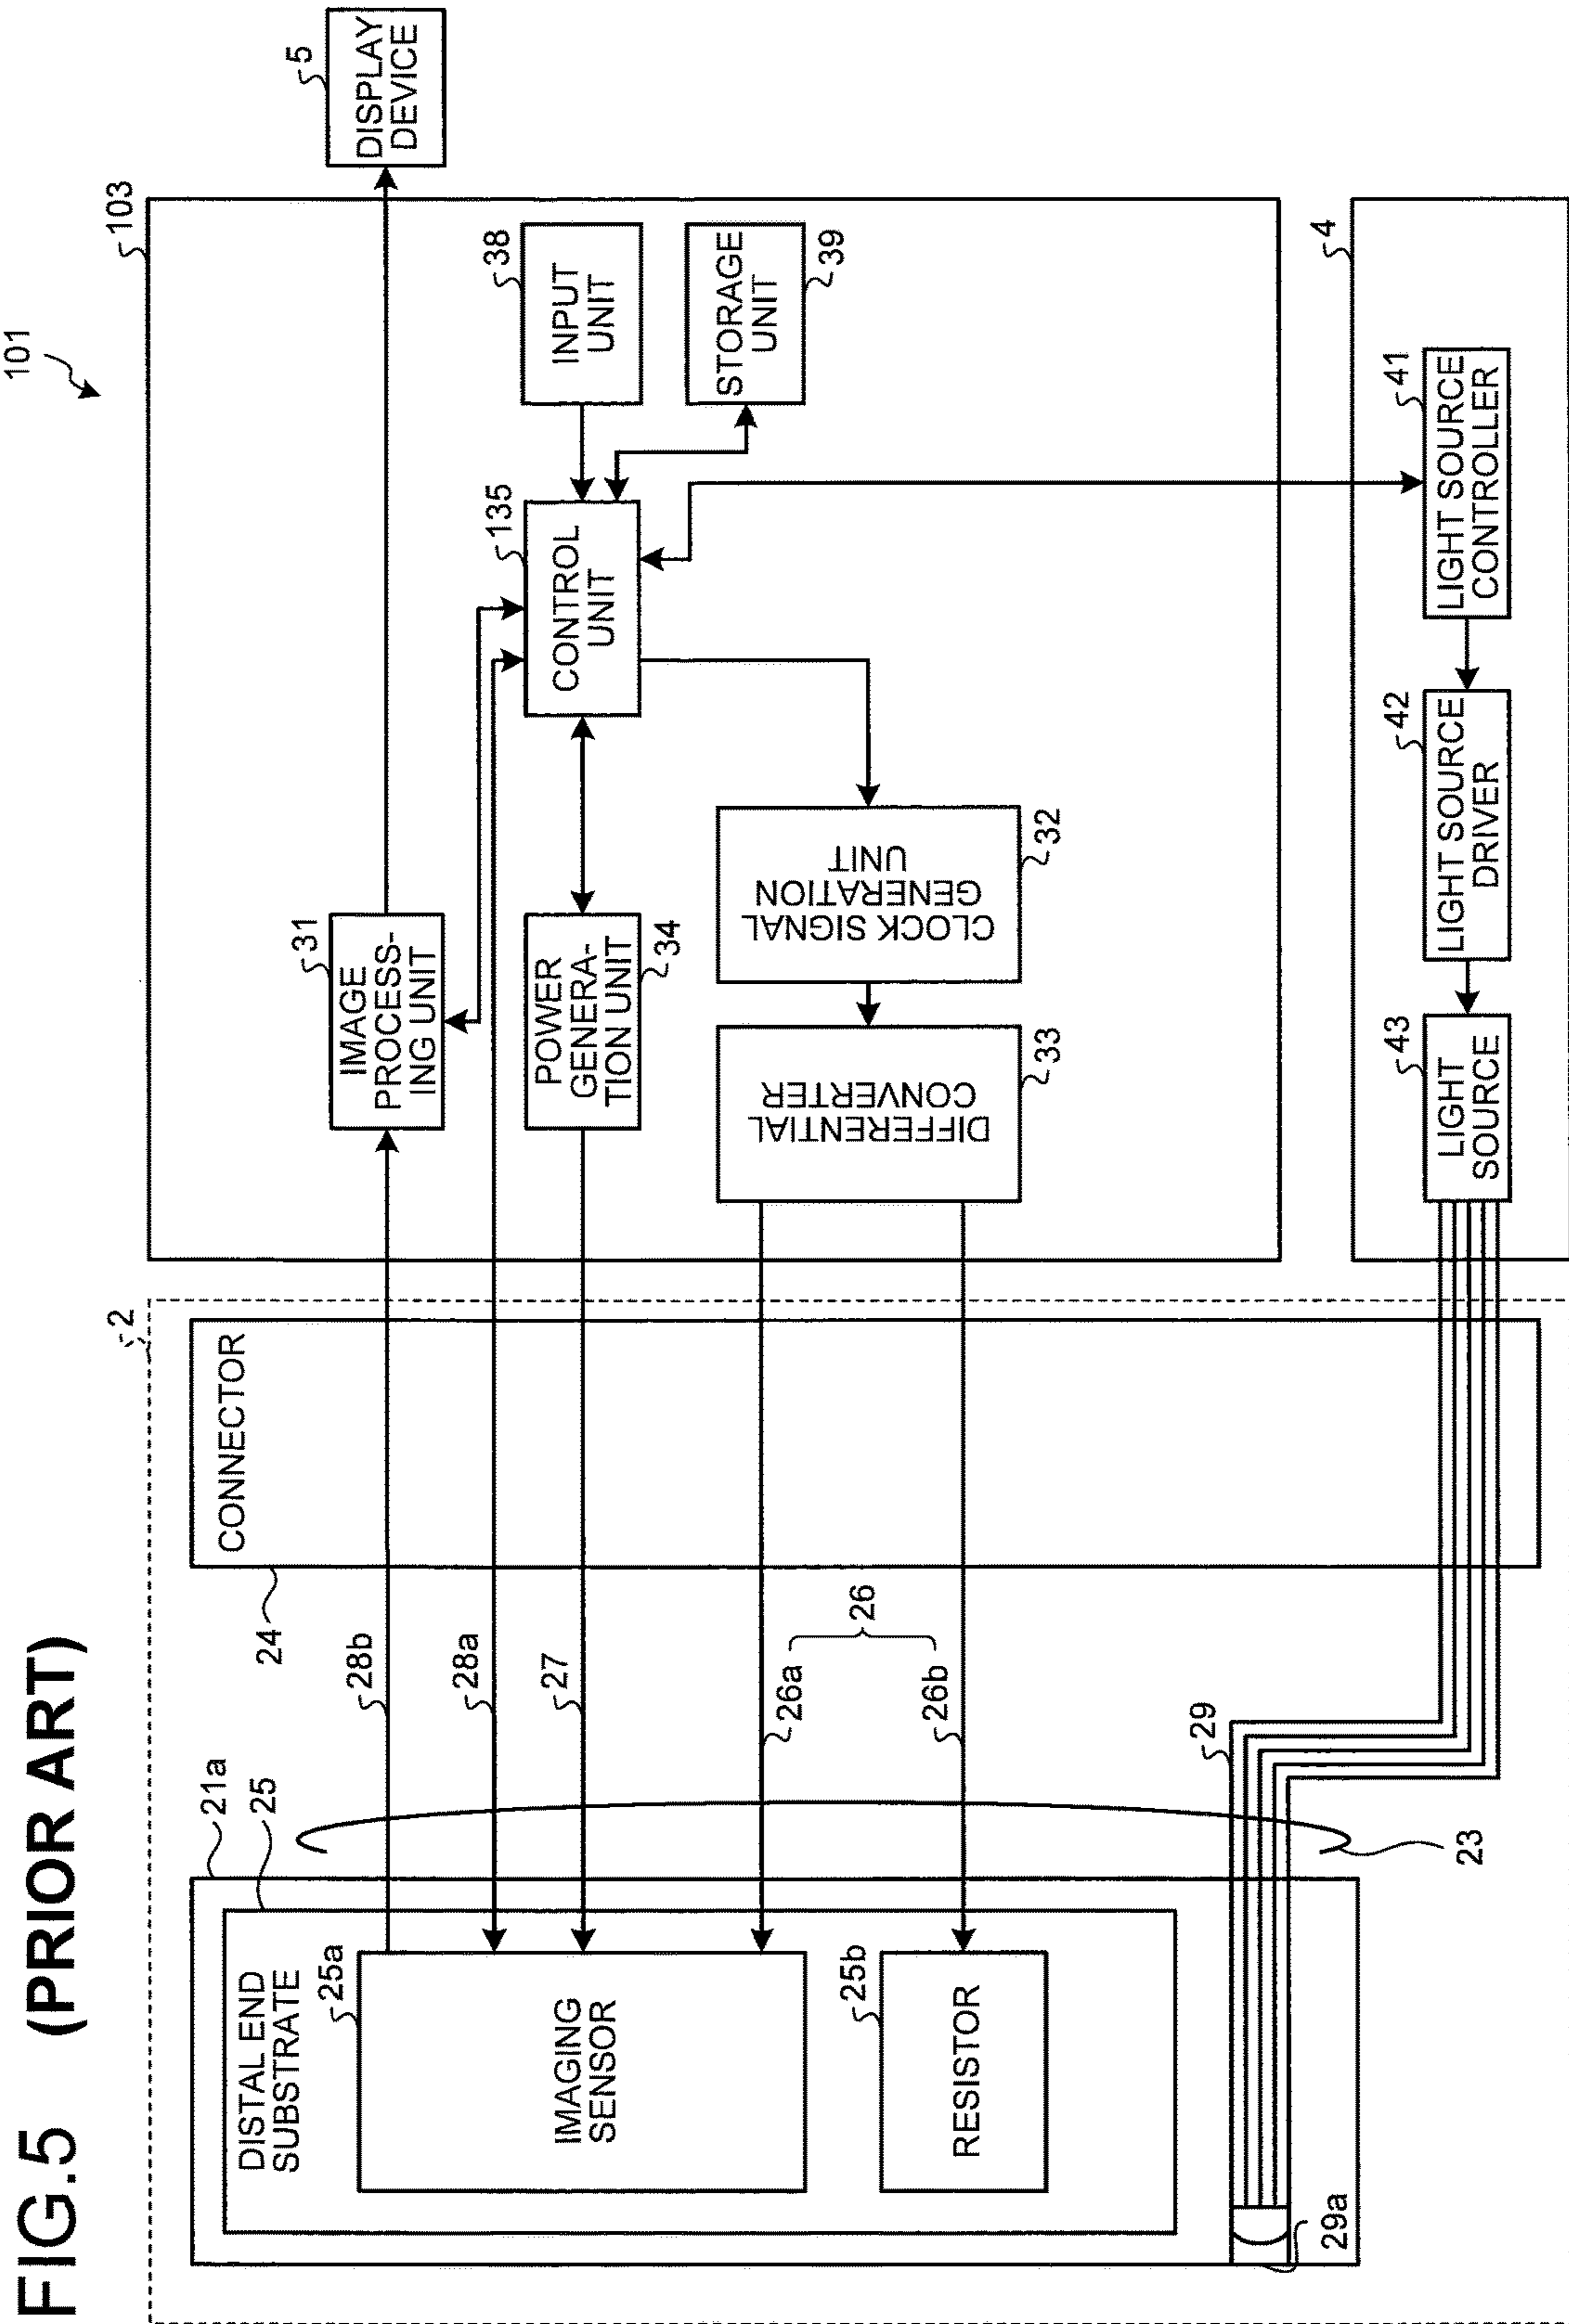 FIG.5 (PRIOR ART)
101
2
103
5
DISPLAY
DEVICE
CONNECTOR
24
21a
25
DISTAL END
SUBSTRATE
25a
IMAGING
SENSOR
25b
RESISTOR
28b
28a
27
26a
26
26b
29
29a
23
31
IMAGE
PROCESS-
ING UNIT
34
POWER
GENERA-
TION UNIT
135
CONTROL
UNIT
38
INPUT
UNIT
39
STORAGE
UNIT
33
DIFFERENTIAL
CONVERTER
32
CLOCK SIGNAL
GENERATION
UNIT
4
43
LIGHT
SOURCE
42
LIGHT SOURCE
DRIVER
41
LIGHT SOURCE
CONTROLLER